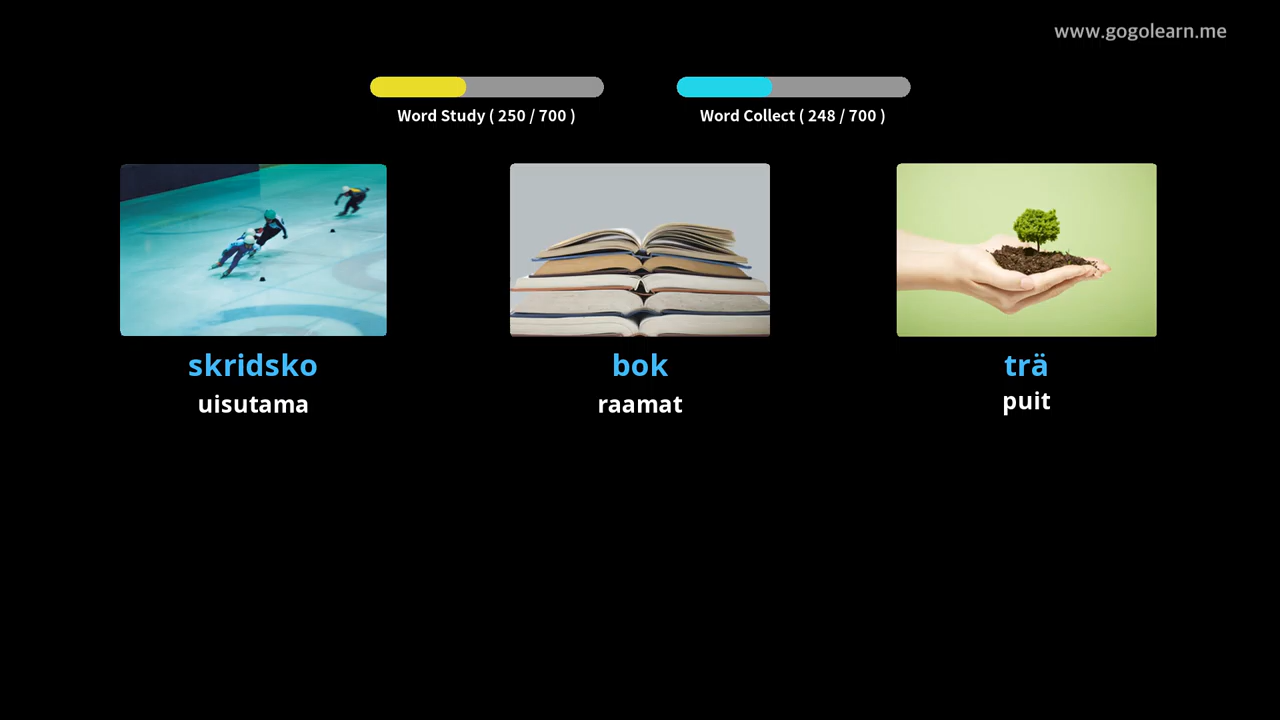 www.gogolearn.me
Word Study ( 250 / 700 )
Word Collect ( 248 / 700 )
skridsko
uisutama
bok
raamat
trä
puit